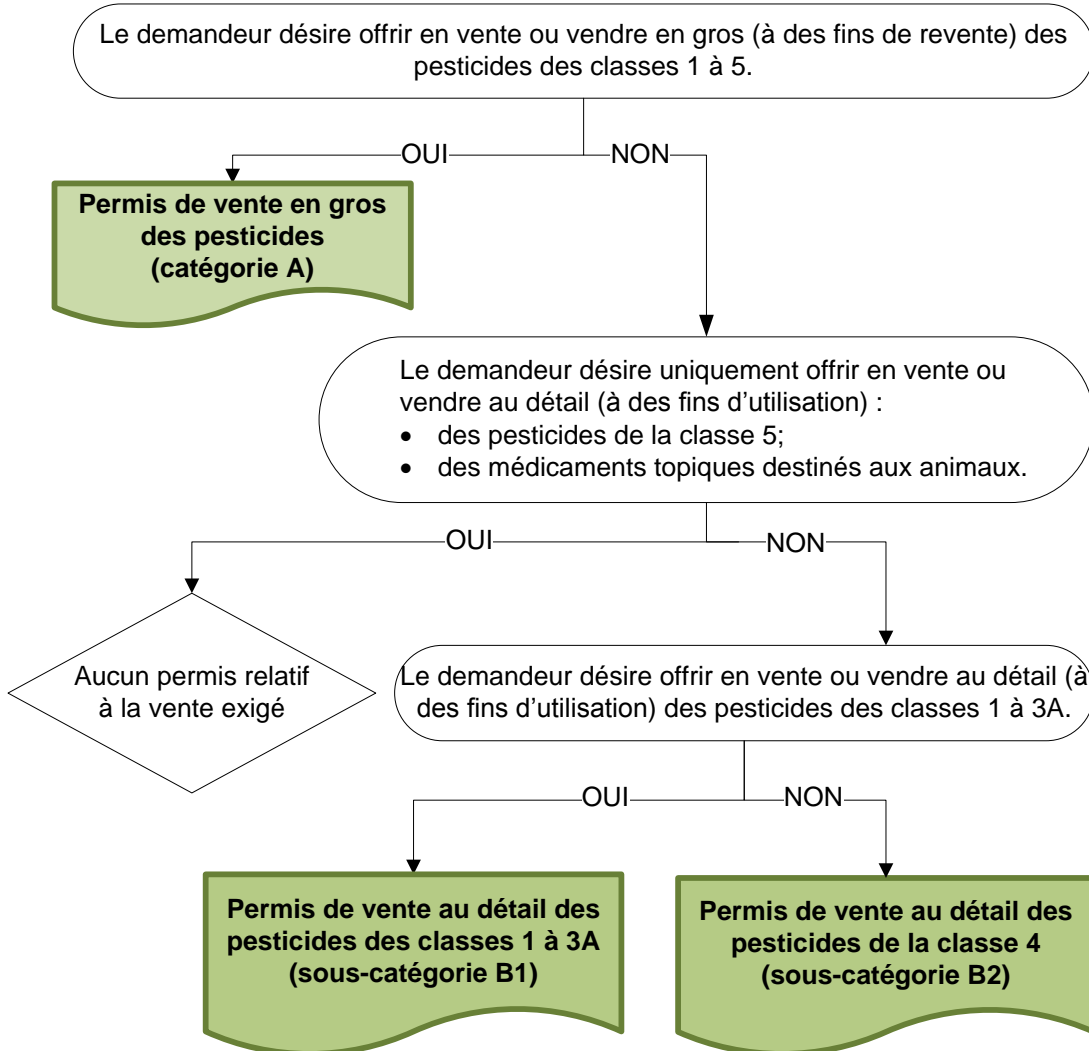 Le demandeur désire offrir en vente ou vendre en gros (à des fins de revente) des
pesticides des classes 1 à 5.
OUI
NON
Permis de vente en gros
des pesticides
(catégorie A)
Le demandeur désire uniquement offrir en vente ou
vendre au détail (à des fins d'utilisation) :
• des pesticides de la classe 5;
• des médicaments topiques destinés aux animaux.
OUI
NON
Aucun permis relatif
à la vente exigé
Le demandeur désire offrir en vente ou vendre au détail (à
des fins d'utilisation) des pesticides des classes 1 à 3A.
OUI
NON
Permis de vente au détail des
pesticides des classes 1 à 3A
(sous-catégorie B1)
Permis de vente au détail des
pesticides de la classe 4
(sous-catégorie B2)